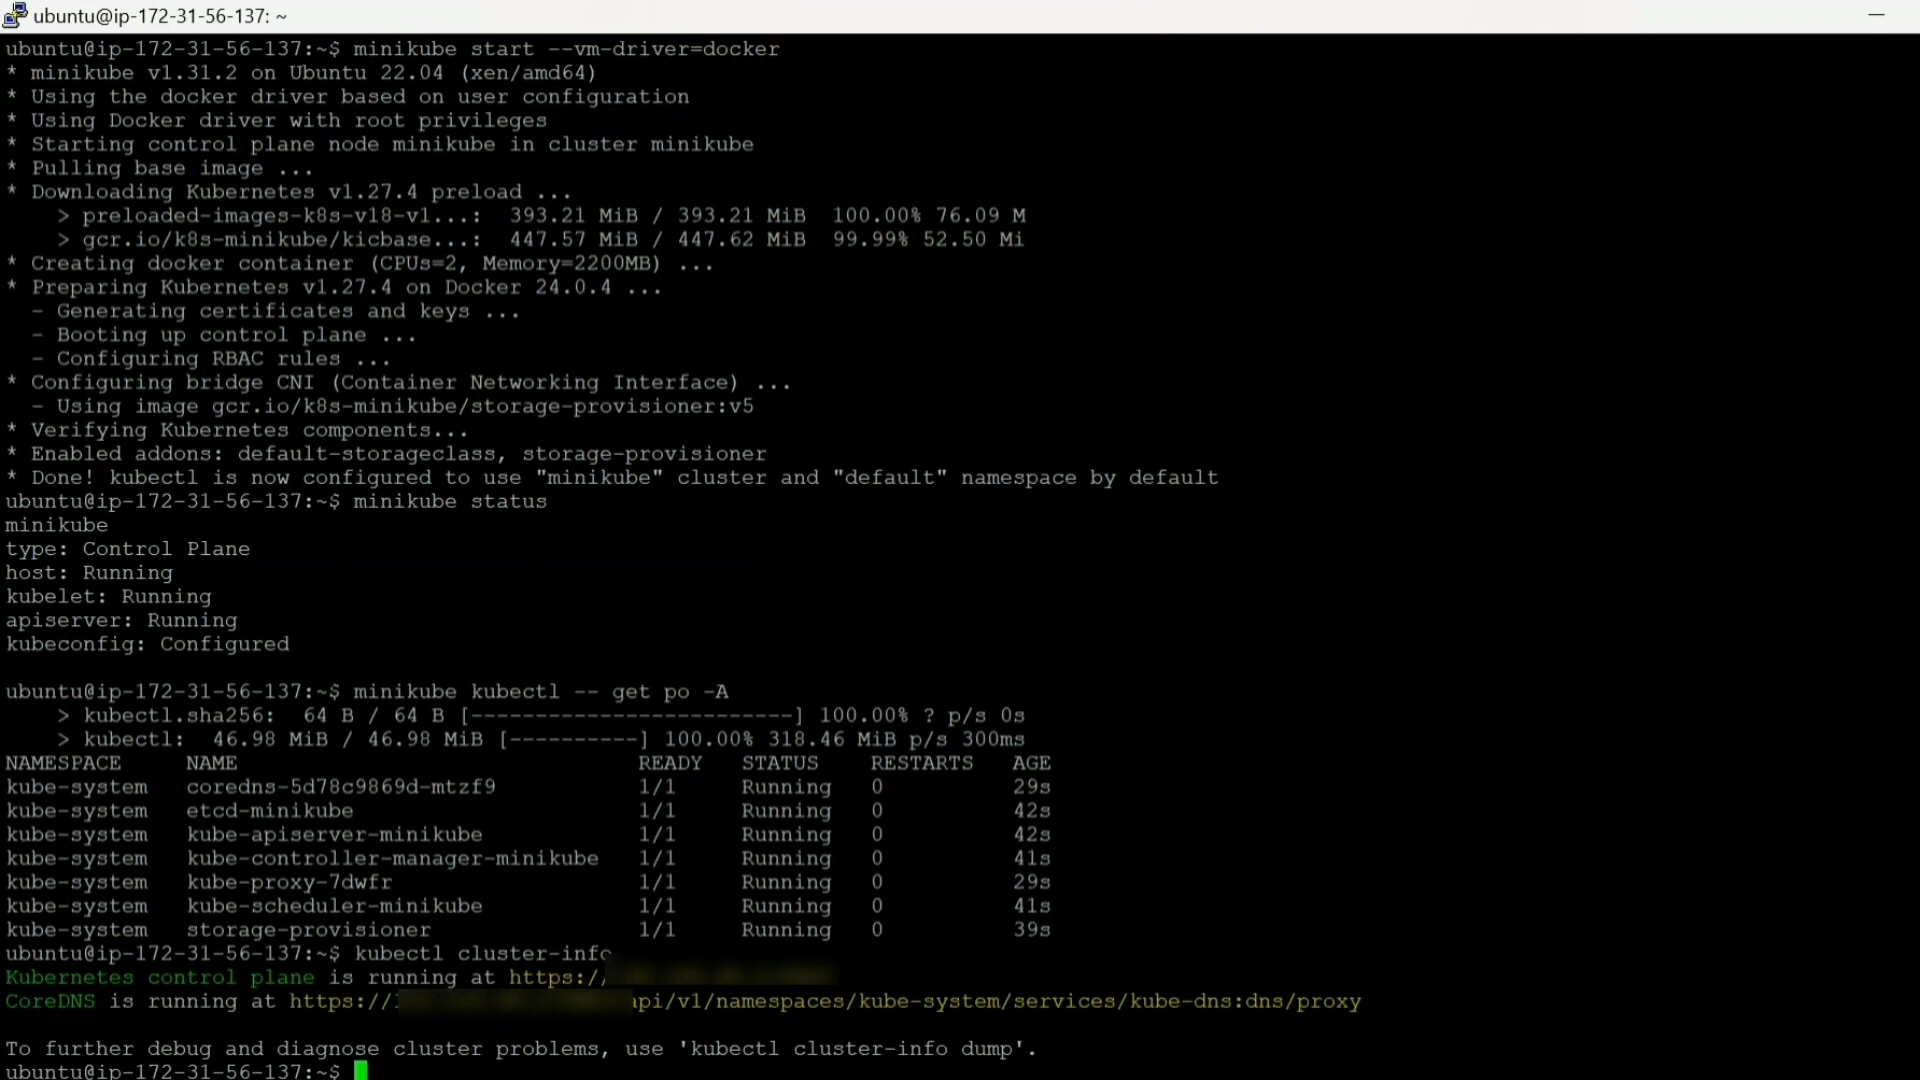 ubuntu@ip-172-31-56-137: ~
ubuntu@ip-172-31-56-137:~$ minikube start --vm-driver=docker
* minikube v1.31.2 on Ubuntu 22.04 (xen/amd64)
* Using the docker driver based on user configuration
* Using Docker driver with root privileges
* Starting control plane node minikube in cluster minikube
* Pulling base image ...
* Downloading Kubernetes v1.27.4 preload ...
    > preloaded-images-k8s-v18-v1...:  393.21 MiB / 393.21 MiB  100.00% 76.09 M
    > gcr.io/k8s-minikube/kicbase...:  447.57 MiB / 447.62 MiB  99.99% 52.50 Mi
* Creating docker container (CPUs=2, Memory=2200MB) ...
* Preparing Kubernetes v1.27.4 on Docker 24.0.4 ...
  - Generating certificates and keys ...
  - Booting up control plane ...
  - Configuring RBAC rules ...
* Configuring bridge CNI (Container Networking Interface) ...
  - Using image gcr.io/k8s-minikube/storage-provisioner:v5
* Verifying Kubernetes components...
* Enabled addons: default-storageclass, storage-provisioner
* Done! kubectl is now configured to use "minikube" cluster and "default" namespace by default
ubuntu@ip-172-31-56-137:~$ minikube status
minikube
type: Control Plane
host: Running
kubelet: Running
apiserver: Running
kubeconfig: Configured
ubuntu@ip-172-31-56-137:~$ minikube kubectl -- get po -A
    > kubectl.sha256:  64 B / 64 B [-------------------------] 100.00% ? p/s 0s
    > kubectl:  46.98 MiB / 46.98 MiB [----------] 100.00% 318.46 MiB p/s 300ms
NAMESPACE     NAME                               READY   STATUS    RESTARTS   AGE
kube-system   coredns-5d78c9869d-mtzf9           1/1     Running   0          29s
kube-system   etcd-minikube                      1/1     Running   0          42s
kube-system   kube-apiserver-minikube            1/1     Running   0          42s
kube-system   kube-controller-manager-minikube   1/1     Running   0          41s
kube-system   kube-proxy-7dwfr                   1/1     Running   0          29s
kube-system   kube-scheduler-minikube            1/1     Running   0          41s
kube-system   storage-provisioner                1/1     Running   0          39s
ubuntu@ip-172-31-56-137:~$ kubectl cluster-info
Kubernetes control plane is running at https://
CoreDNS is running at https:// api/v1/namespaces/kube-system/services/kube-dns:dns/proxy
To further debug and diagnose cluster problems, use 'kubectl cluster-info dump'.
ubuntu@ip-172-31-56-137:~$